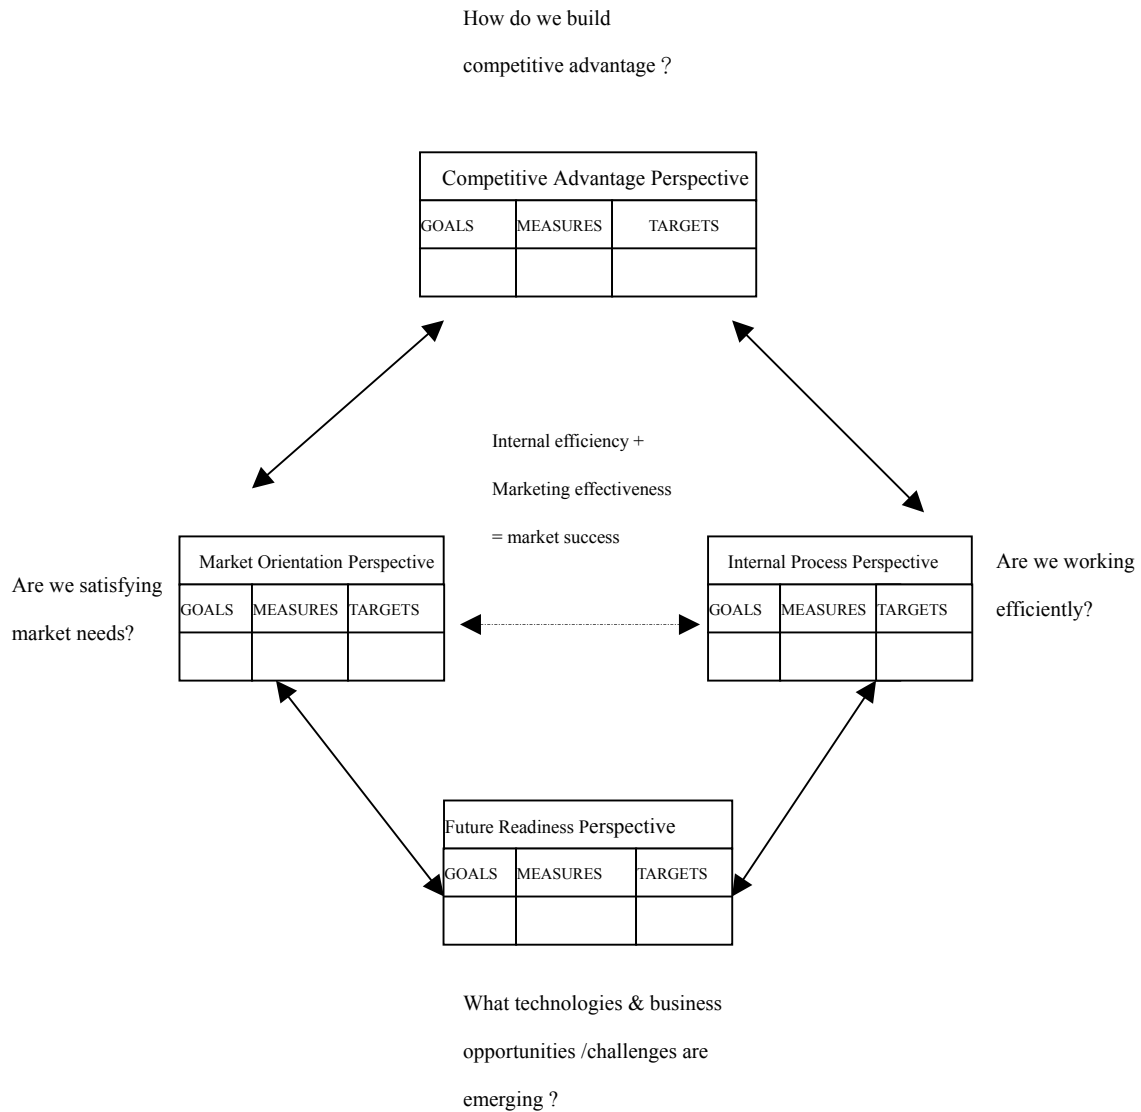 How do we build
competitive advantage？
Competitive Advantage Perspective
GOALS MEASURES TARGETS
Internal efficiency +
Marketing effectiveness
= market success
Are we satisfying
market needs?
Market Orientation Perspective
GOALS MEASURES TARGETS
Internal Process Perspective
GOALS MEASURES TARGETS
Are we working
efficiently?
Future Readiness Perspective
GOALS MEASURES TARGETS
What technologies & business
opportunities /challenges are
emerging ?